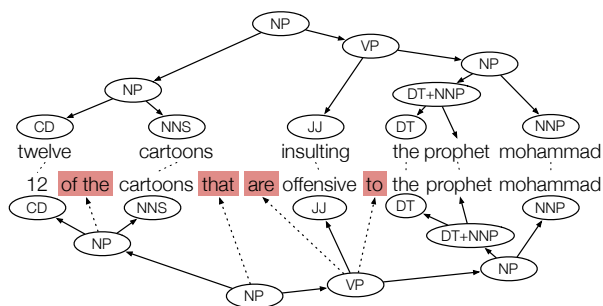 NP
VP
NP
NP
DT+NNP
CD NNS JJ DT NNP
twelve cartoons insulting the prophet mohammad
12 of the cartoons that are offensive to the prophet mohammad
CD NNS JJ DT NNP
NP DT+NNP
NP
NP VP